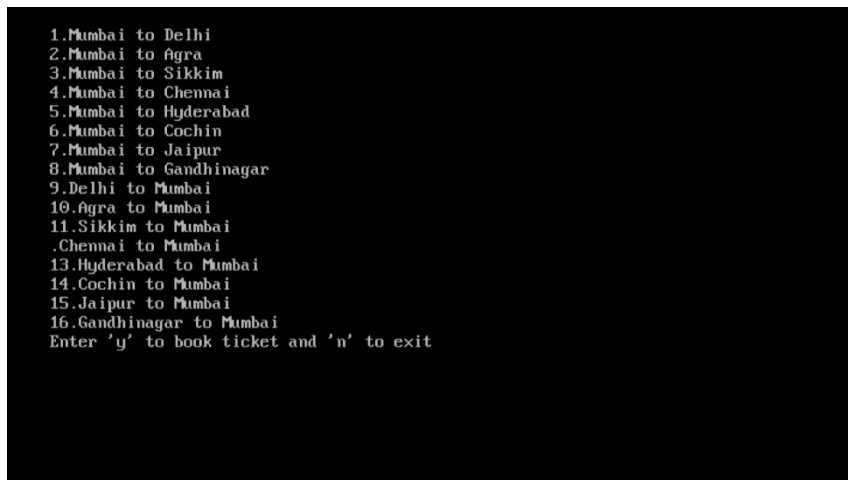 1.Mumbai to Delhi
2.Mumbai to Agra
3.Mumbai to Sikkim
4.Mumbai to Chennai
5.Mumbai to Hyderabad
6.Mumbai to Cochin
7.Mumbai to Jaipur
8.Mumbai to Gandhinagar
9.Delhi to Mumbai
10.Agra to Mumbai
11.Sikkim to Mumbai
.Chennai to Mumbai
13.Hyderabad to Mumbai
14.Cochin to Mumbai
15.Jaipur to Mumbai
16.Gandhinagar to Mumbai
Enter 'y' to book ticket and 'n' to exit